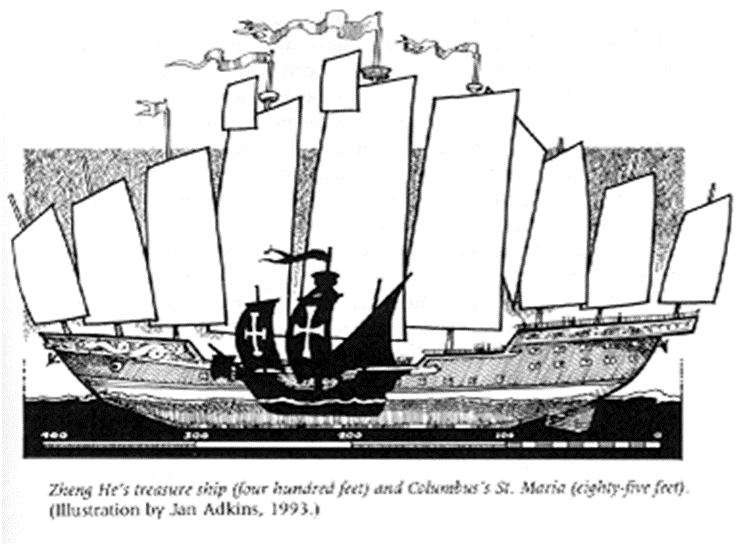 400 300 200 100 0
Zheng He's treasure ship (four hundred feet) and Columbus's St. Maria (eighty-five feet).
(Illustration by Jan Adkins, 1993.)